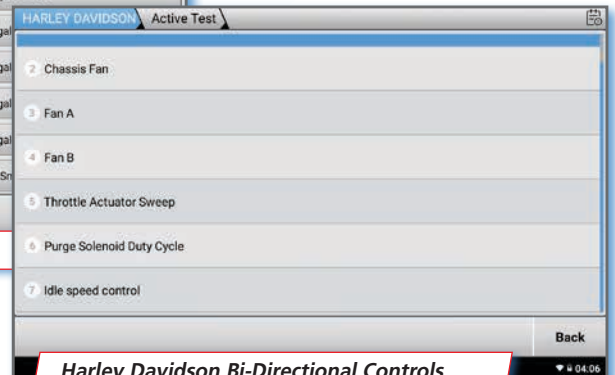 HARLEY DAVIDSON Active Test
2 Chassis Fan
3 Fan A
4 Fan B
5 Throttle Actuator Sweep
6 Purge Solenoid Duty Cycle
7 Idle speed control
Back
Harley Davidson Bi-Directional Controls
04:06